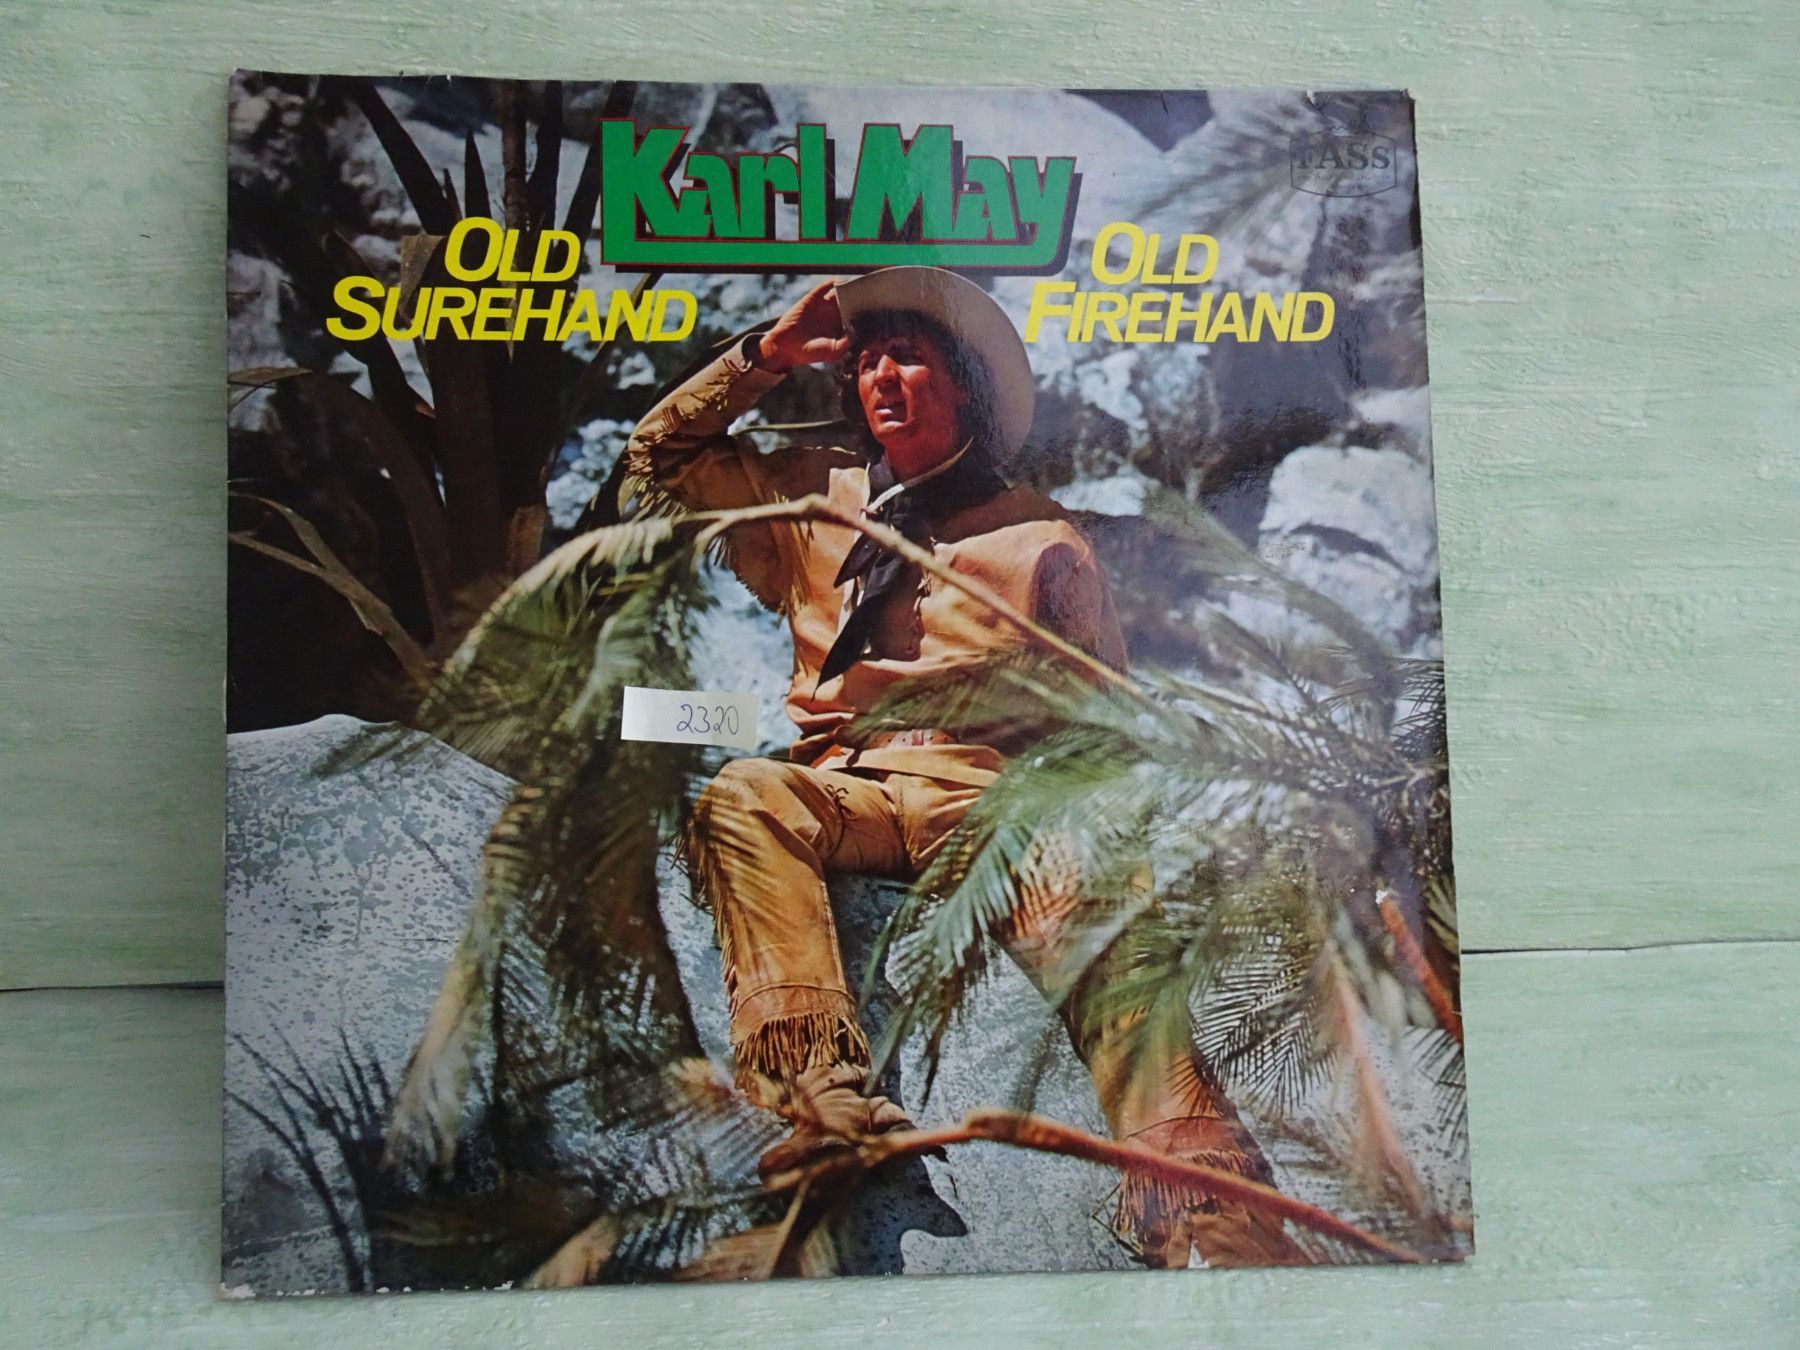 Karl May
OLD
SUREHAND
OLD
FIREHAND
FASS
2320